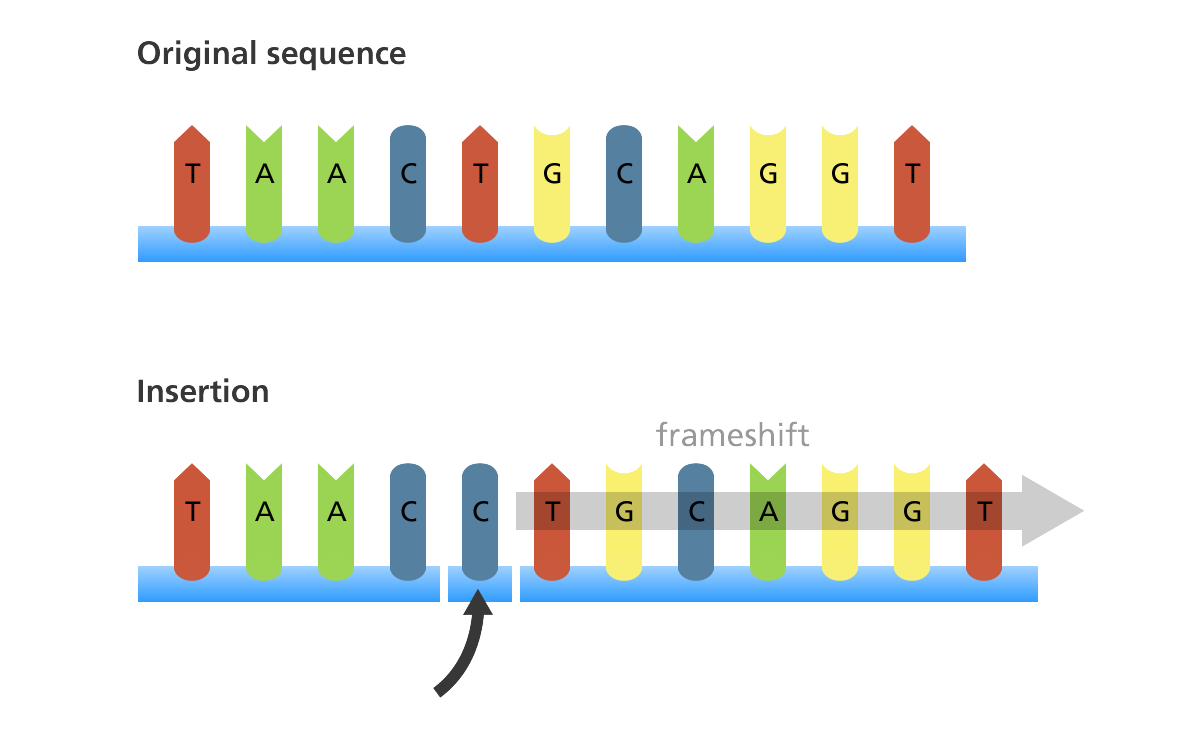 Original sequence
T A A C T G C A G G T
Insertion
frameshift
T A A C C T G C A G G T